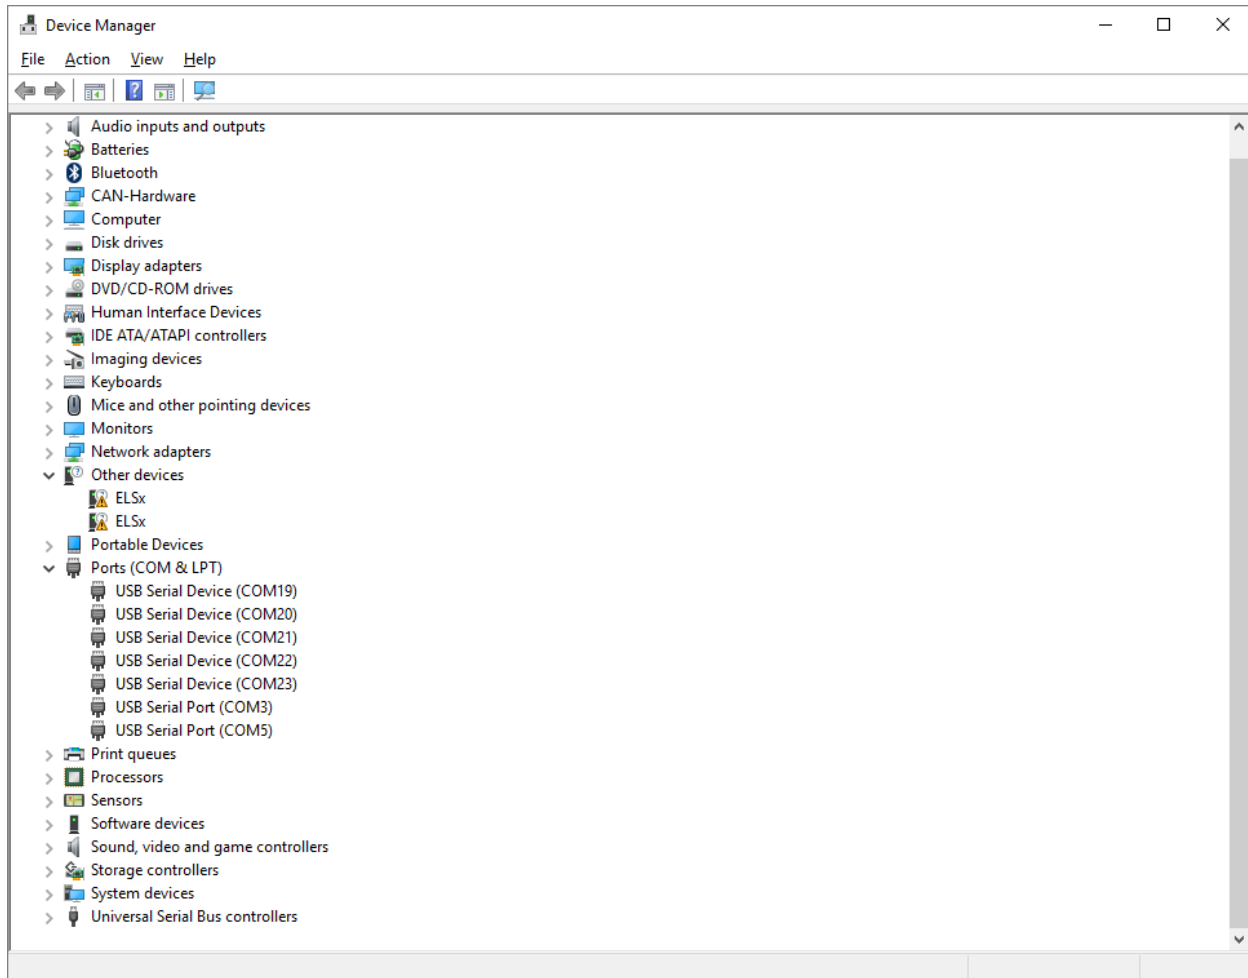 Device Manager
File Action View Help
Audio inputs and outputs
Batteries
Bluetooth
CAN-Hardware
Computer
Disk drives
Display adapters
DVD/CD-ROM drives
Human Interface Devices
IDE ATA/ATAPI controllers
Imaging devices
Keyboards
Mice and other pointing devices
Monitors
Network adapters
Other devices
ELSx
ELSx
Portable Devices
Ports (COM & LPT)
USB Serial Device (COM19)
USB Serial Device (COM20)
USB Serial Device (COM21)
USB Serial Device (COM22)
USB Serial Device (COM23)
USB Serial Port (COM3)
USB Serial Port (COM5)
Print queues
Processors
Sensors
Software devices
Sound, video and game controllers
Storage controllers
System devices
Universal Serial Bus controllers